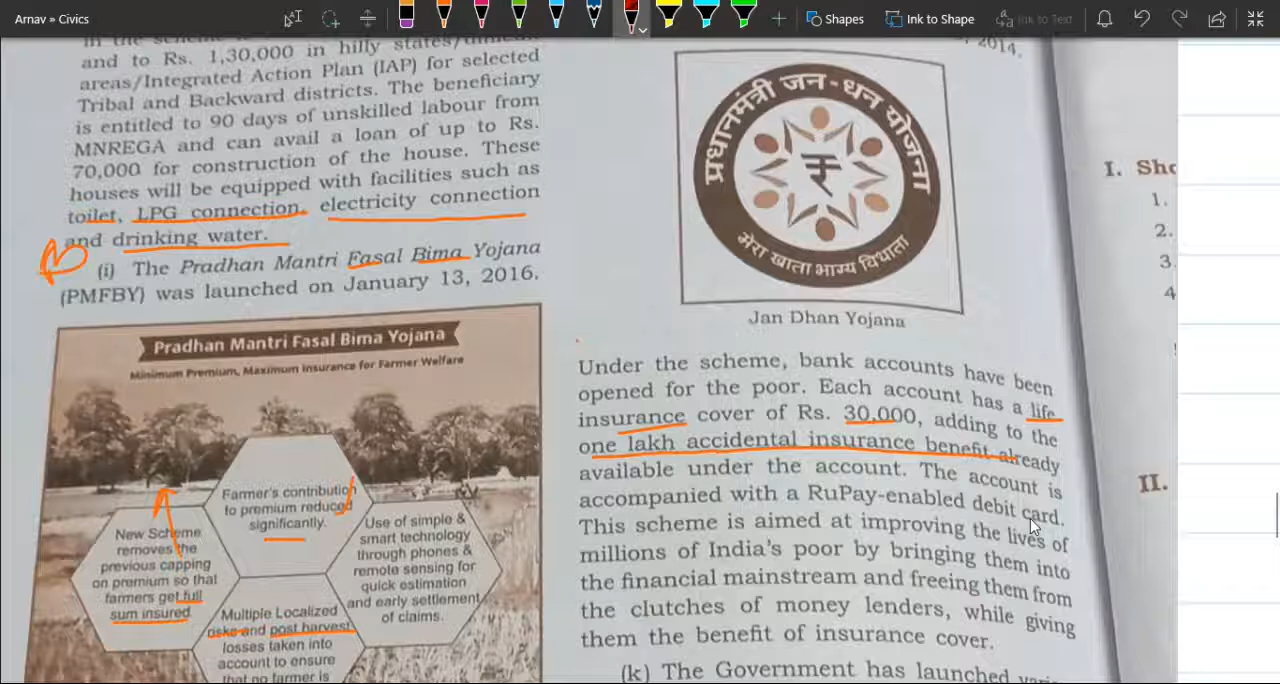 Arnav » Civics
Shapes
Ink to Shape
Ink to Text
and to Rs. 1,30,000 in hilly states/difficult
areas/Integrated Action Plan (IAP) for selected
Tribal and Backward districts. The beneficiary
is entitled to 90 days of unskilled labour from
MNREGA and can avail a loan of up to Rs.
70,000 for construction of the house. These
houses will be equipped with facilities such as
toilet, LPG connection, electricity connection
and drinking water.
(i) The Pradhan Mantri Fasal Bima Yojana
(PMFBY) was launched on January 13, 2016.
Pradhan Mantri Fasal Bima Yojana
Minimum Premium, Maximum Insurance for Farmer Welfare
Farmer's contribution
to premium reduced
significantly.
New Scheme
removes the
previous capping
on premium so that
farmers get full
sum insured
Use of simple &
smart technology
through phones &
remote sensing for
quick estimation
and early settlement
of claims.
Multiple Localized
risks and post harvest
losses taken into
account to ensure
that no farmer is
2014.
प्रधानमंत्री जन-धन योजना
मेरा खाता भाग्य विधाता
Jan Dhan Yojana
Under the scheme, bank accounts have been
opened for the poor. Each account has a life
insurance cover of Rs. 30,000, adding to the
one lakh accidental insurance benefit already
available under the account. The account is
accompanied with a RuPay-enabled debit card.
This scheme is aimed at improving the lives of
millions of India's poor by bringing them into
the financial mainstream and freeing them from
the clutches of money lenders, while giving
them the benefit of insurance cover.
(k) The Government has launched
I. Sho
1.
2.
3.
4
II.